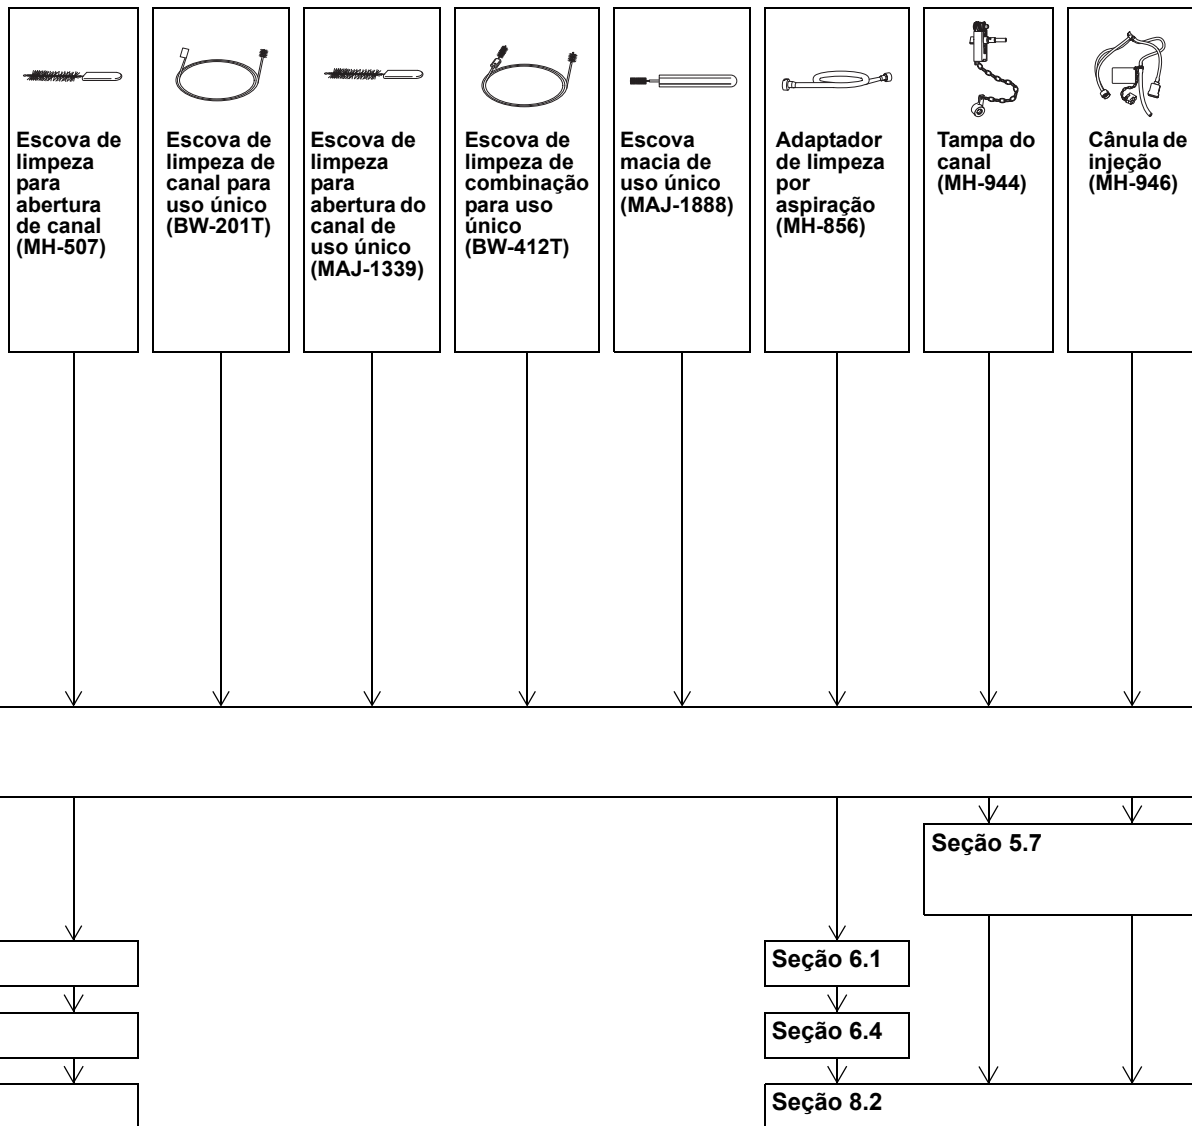 Escova de
limpeza
para
abertura
de canal
(MH-507)
Escova de
limpeza de
canal para
uso único
(BW-201T)
Escova de
limpeza
para
abertura do
canal de
uso único
(MAJ-1339)
Escova de
limpeza de
combinação
para uso
único
(BW-412T)
Escova
macia de
uso único
(MAJ-1888)
Adaptador
de limpeza
por
aspiração
(MH-856)
Tampa do
canal
(MH-944)
Cânula de
injeção
(MH-946)
Seção 5.7
Seção 6.1
Seção 6.4
Seção 8.2